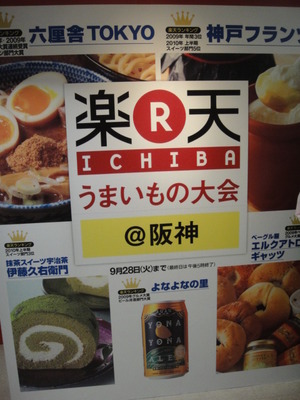 六厘舎TOKYO
神戸フランツ
楽R天
ICHIBA
うまいもの大会
@阪神
抹茶スイーツ宇治茶
伊藤久右衛門
9月28日(火)まで
よなよなの里
YONA
YONA
ALE
ベーグル屋
エルクアトロ
ギャッツ